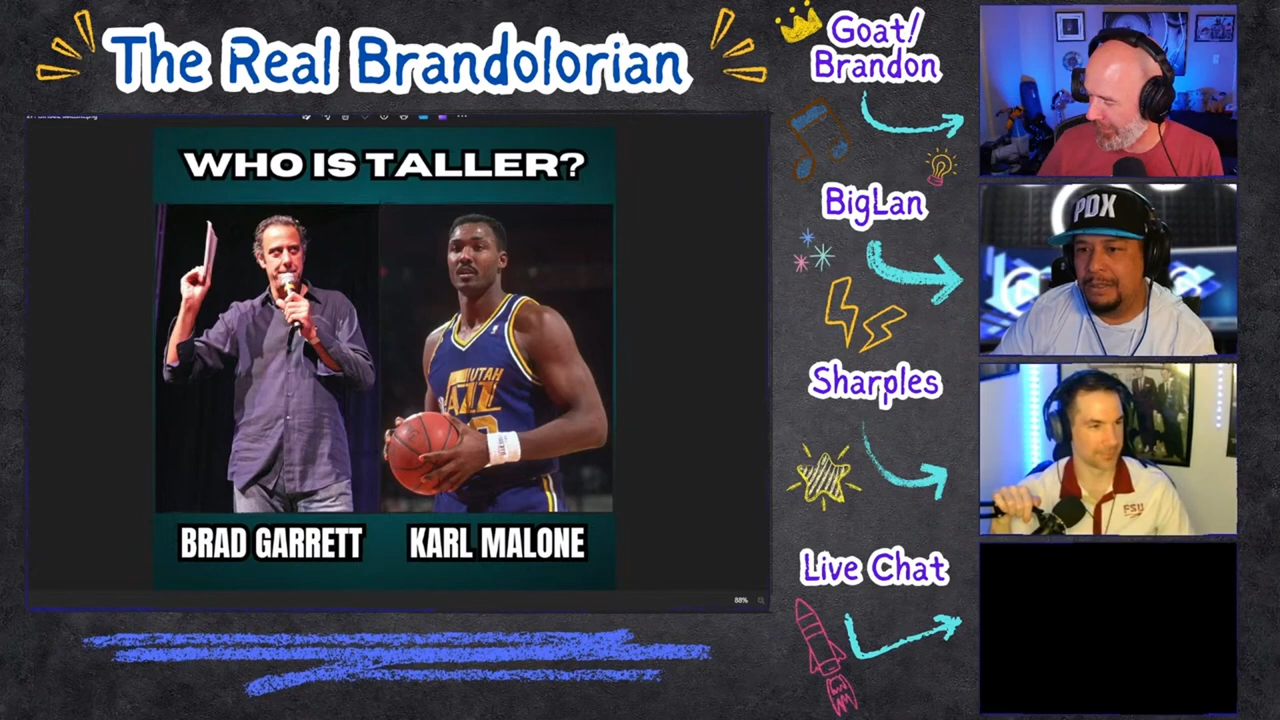 The Real Brandolorian
WHO IS TALLER?
UTAH
JAZZ
BRAD GARRETT
KARL MALONE
88%
Goat/
Brandon
BigLan
Sharples
Live Chat
PDX
FSU